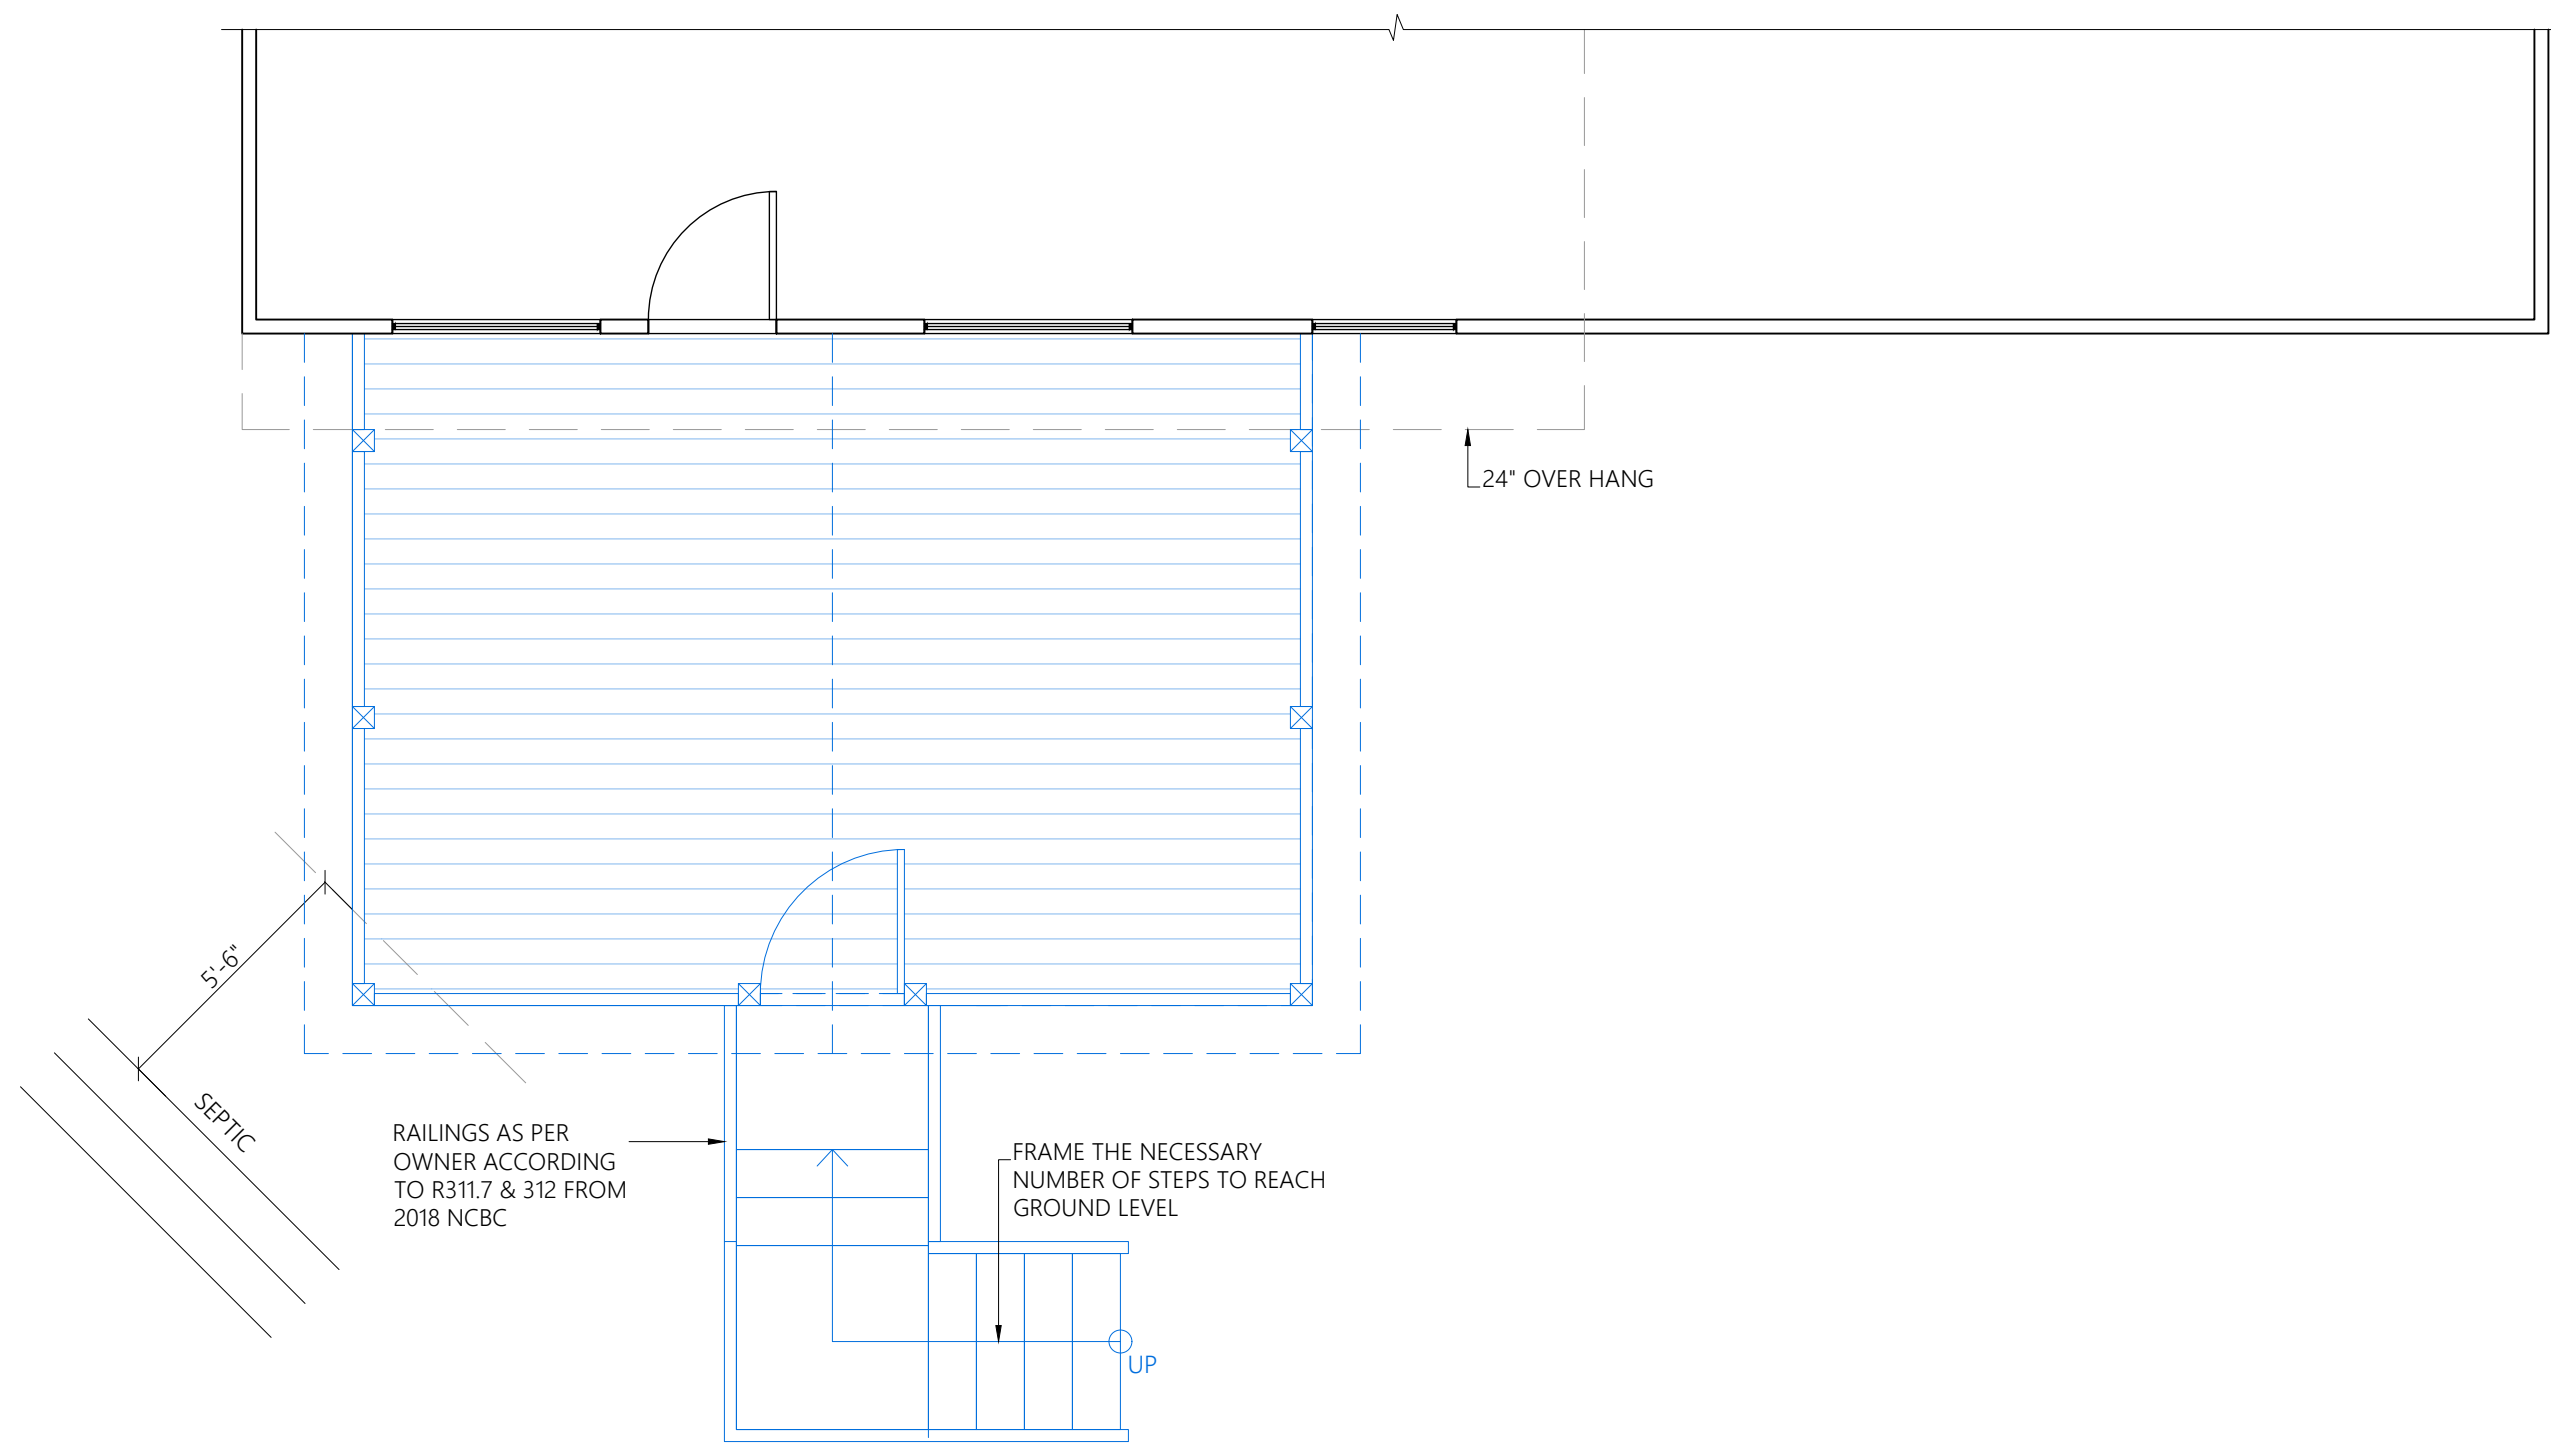 24" OVER HANG
5'-6"
SEPTIC
RAILINGS AS PER
OWNER ACCORDING
TO R311.7 & 312 FROM
2018 NCBC
FRAME THE NECESSARY
NUMBER OF STEPS TO REACH
GROUND LEVEL
UP